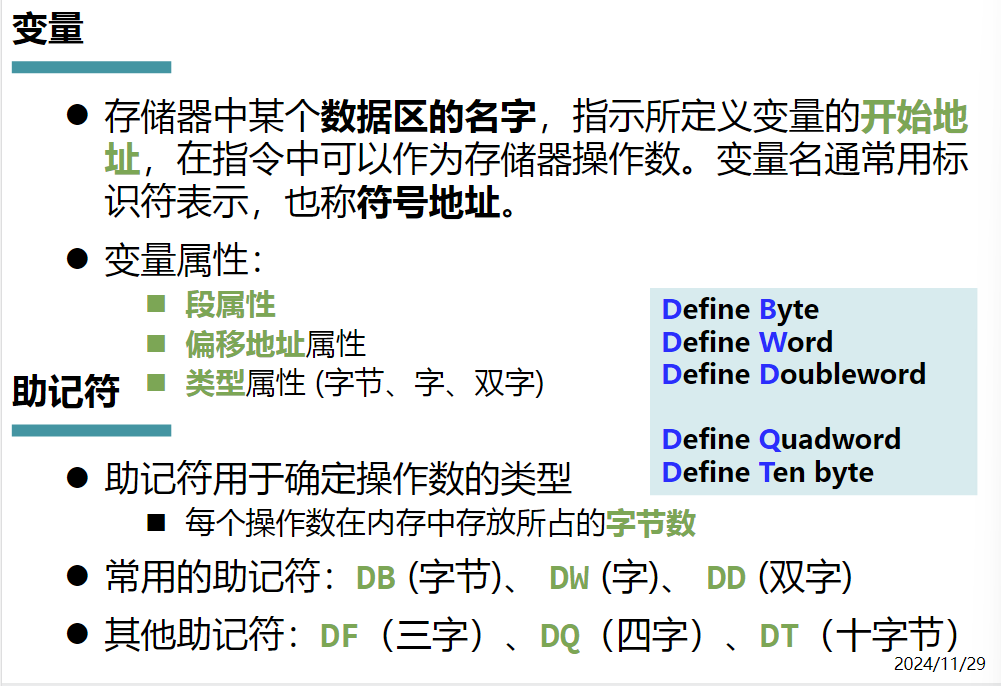 变量
● 存储器中某个数据区的名字，指示所定义变量的开始地
址，在指令中可以作为存储器操作数。变量名通常用标
识符表示，也称符号地址。
● 变量属性：
■ 段属性
■ 偏移地址属性
■ 类型属性 (字节、字、双字)
Define Byte
Define Word
Define Doubleword
Define Quadword
Define Ten byte
助记符
● 助记符用于确定操作数的类型
■ 每个操作数在内存中存放所占的字节数
● 常用的助记符：DB (字节)、 DW (字)、 DD (双字)
● 其他助记符：DF（三字）、DQ（四字）、DT（十字节）
2024/11/29